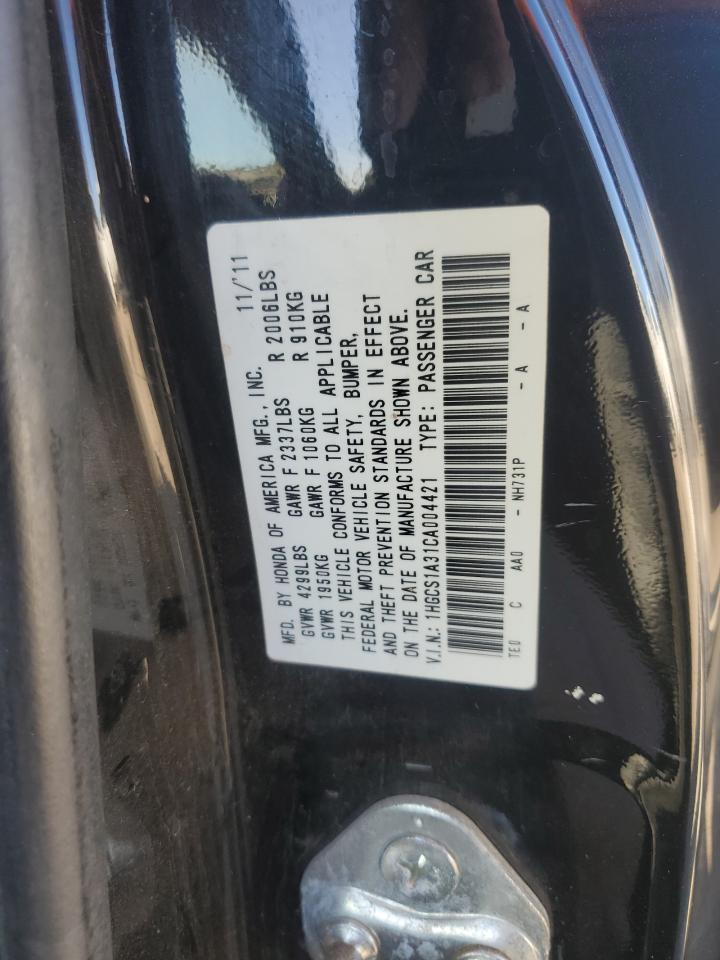 MFD. BY HONDA OF AMERICA MFG., INC. 11/'11
GVWR 4299LBS GAWR F 2337LBS R 2006LBS
GVWR 1950KG GAWR F 1060KG R 910KG
THIS VEHICLE CONFORMS TO ALL APPLICABLE
FEDERAL MOTOR VEHICLE SAFETY, BUMPER,
AND THEFT PREVENTION STANDARDS IN EFFECT
ON THE DATE OF MANUFACTURE SHOWN ABOVE.
V.I.N.: 1HGCS1A31CA004421 TYPE: PASSENGER CAR
TE0 C AA0 - NH731P - A - A